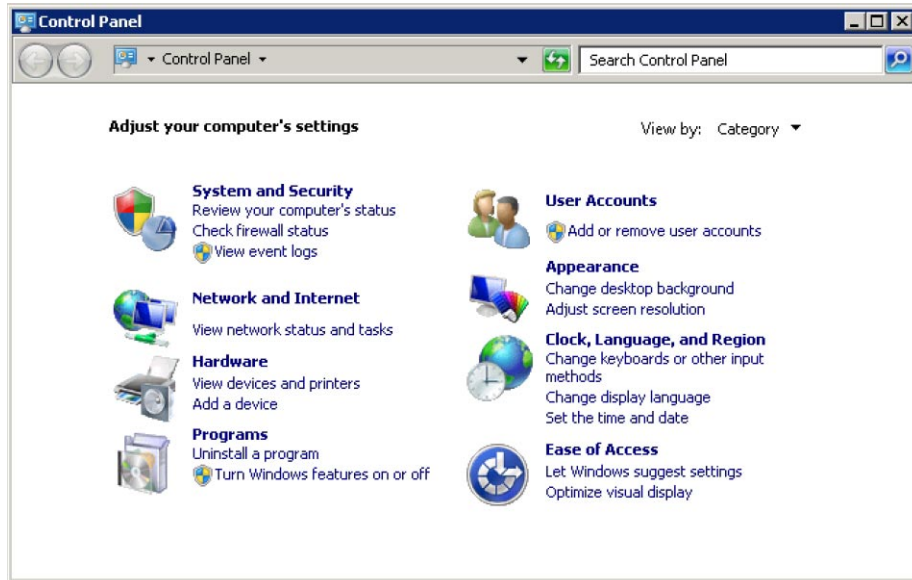 Control Panel
Control Panel
Search Control Panel
Adjust your computer's settings
View by: Category
System and Security
Review your computer's status
Check firewall status
View event logs
Network and Internet
View network status and tasks
Hardware
View devices and printers
Add a device
Programs
Uninstall a program
Turn Windows features on or off
User Accounts
Add or remove user accounts
Appearance
Change desktop background
Adjust screen resolution
Clock, Language, and Region
Change keyboards or other input
methods
Change display language
Set the time and date
Ease of Access
Let Windows suggest settings
Optimize visual display